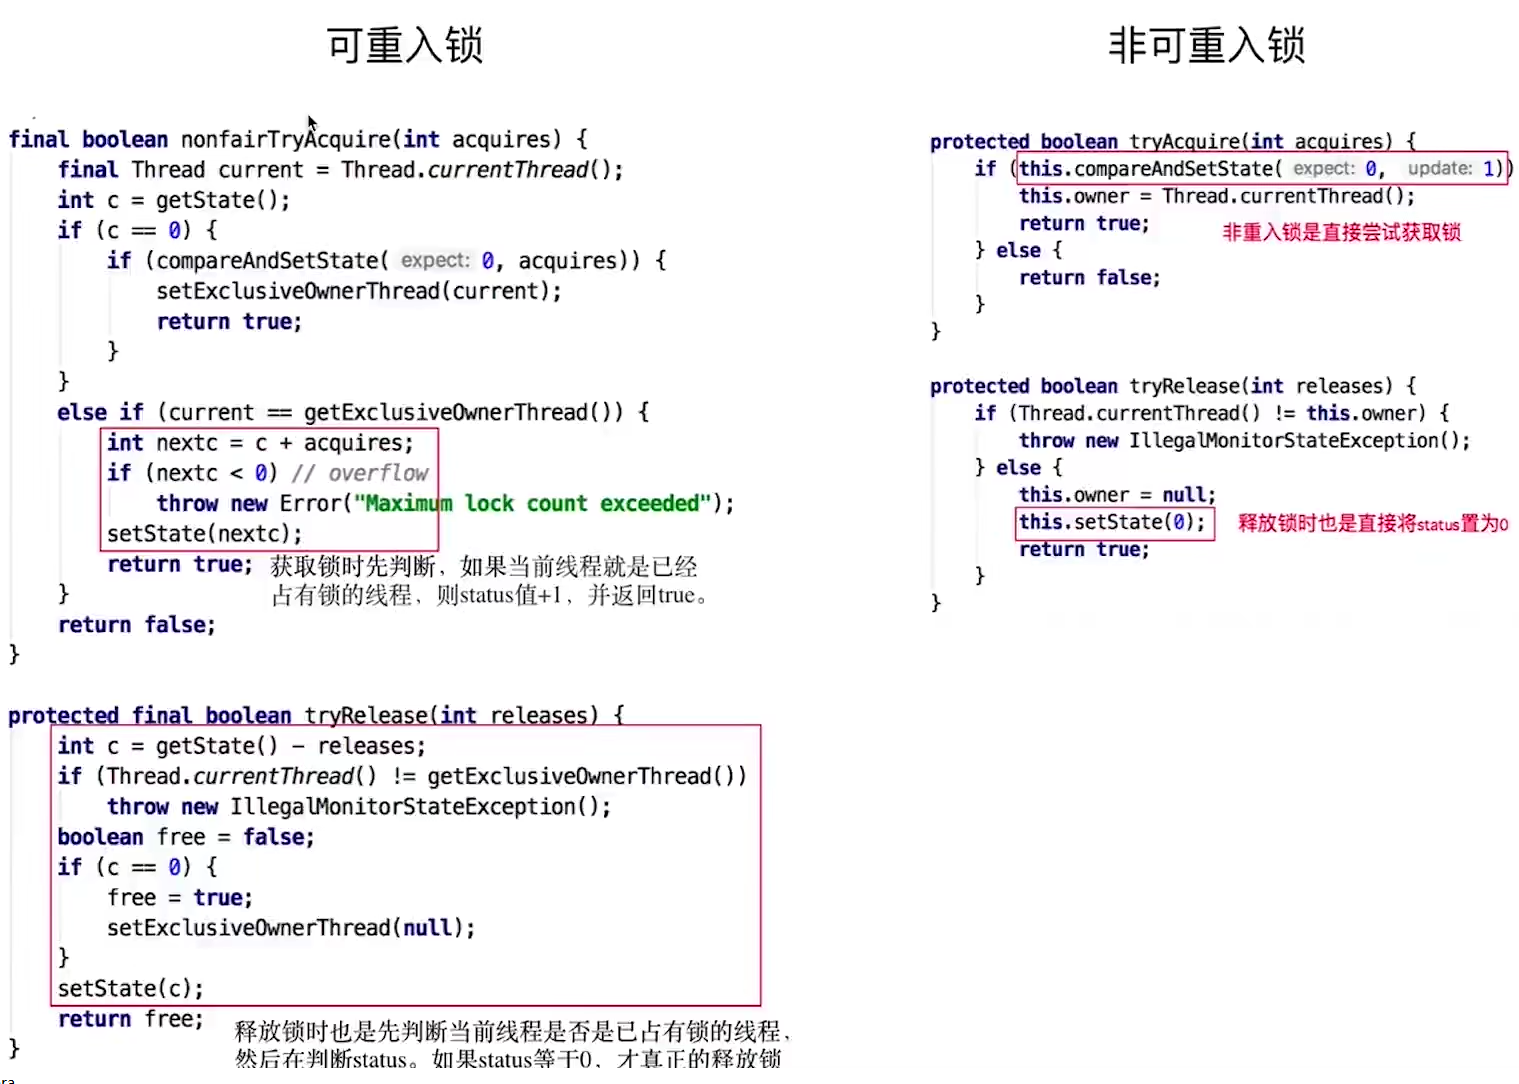 可重入锁
final boolean nonfairTryAcquire(int acquires) {
final Thread current = Thread.currentThread();
int c = getState();
if (c == 0) {
if (compareAndSetState( expect: 0, acquires)) {
setExclusiveOwnerThread(current);
return true;
}
}
else if (current == getExclusiveOwnerThread()) {
int nextc = c + acquires;
if (nextc < 0) // overflow
throw new Error("Maximum lock count exceeded");
setState(nextc);
return true;
获取锁时先判断，如果当前线程就是已经
占有锁的线程，则status值+1，并返回true。
}
return false;
}
protected final boolean tryRelease(int releases) {
int c = getState() - releases;
if (Thread.currentThread() != getExclusiveOwnerThread())
throw new IllegalMonitorStateException();
boolean free = false;
if (c == 0) {
free = true;
setExclusiveOwnerThread(null);
}
setState(c);
return free;
}
释放锁时也是先判断当前线程是否是已占有锁的线程，
然后在判断status。如果status等于0，才真正的释放锁
ra
非可重入锁
protected boolean tryAcquire(int acquires) {
if (this.compareAndSetState( expect: 0, update: 1))
this.owner = Thread.currentThread();
return true;
非重入锁是直接尝试获取锁
} else {
return false;
}
}
protected boolean tryRelease(int releases) {
if (Thread.currentThread() != this.owner) {
throw new IllegalMonitorStateException();
} else {
this.owner = null;
this.setState(0);
释放锁时也是直接将status置为0
return true;
}
}